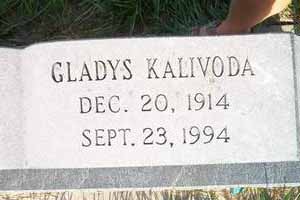 GLADYS KALIVODA
DEC. 20, 1914
SEPT. 23, 1994